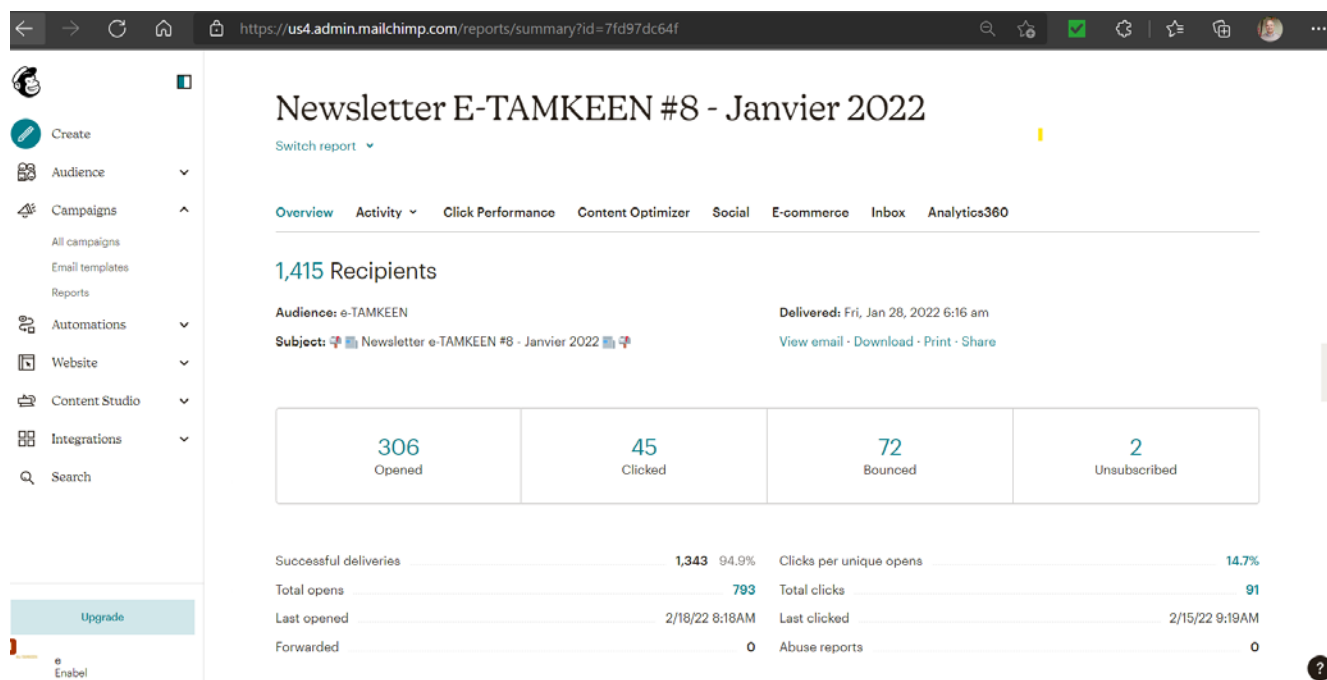 https://us4.admin.mailchimp.com/reports/summary?id=7fd97dc64f
Newsletter E-TAMKEEN #8 - Janvier 2022
Switch report
Create
Audience
Campaigns
All campaigns
Email templates
Reports
Automations
Website
Content Studio
Integrations
Search
Upgrade
e
Enabel
Overview Activity Click Performance Content Optimizer Social E-commerce Inbox Analytics360
1,415 Recipients
Audience: e-TAMKEEN Delivered: Fri, Jan 28, 2022 6:16 am
Subject: 📮 📰 Newsletter e-TAMKEEN #8 - Janvier 2022 📰 📮 View email · Download · Print · Share
306 45 72 2
Opened Clicked Bounced Unsubscribed
Successful deliveries 1,343 94.9% Clicks per unique opens 14.7%
Total opens 793 Total clicks 91
Last opened 2/18/22 8:18AM Last clicked 2/15/22 9:19AM
Forwarded 0 Abuse reports 0
?